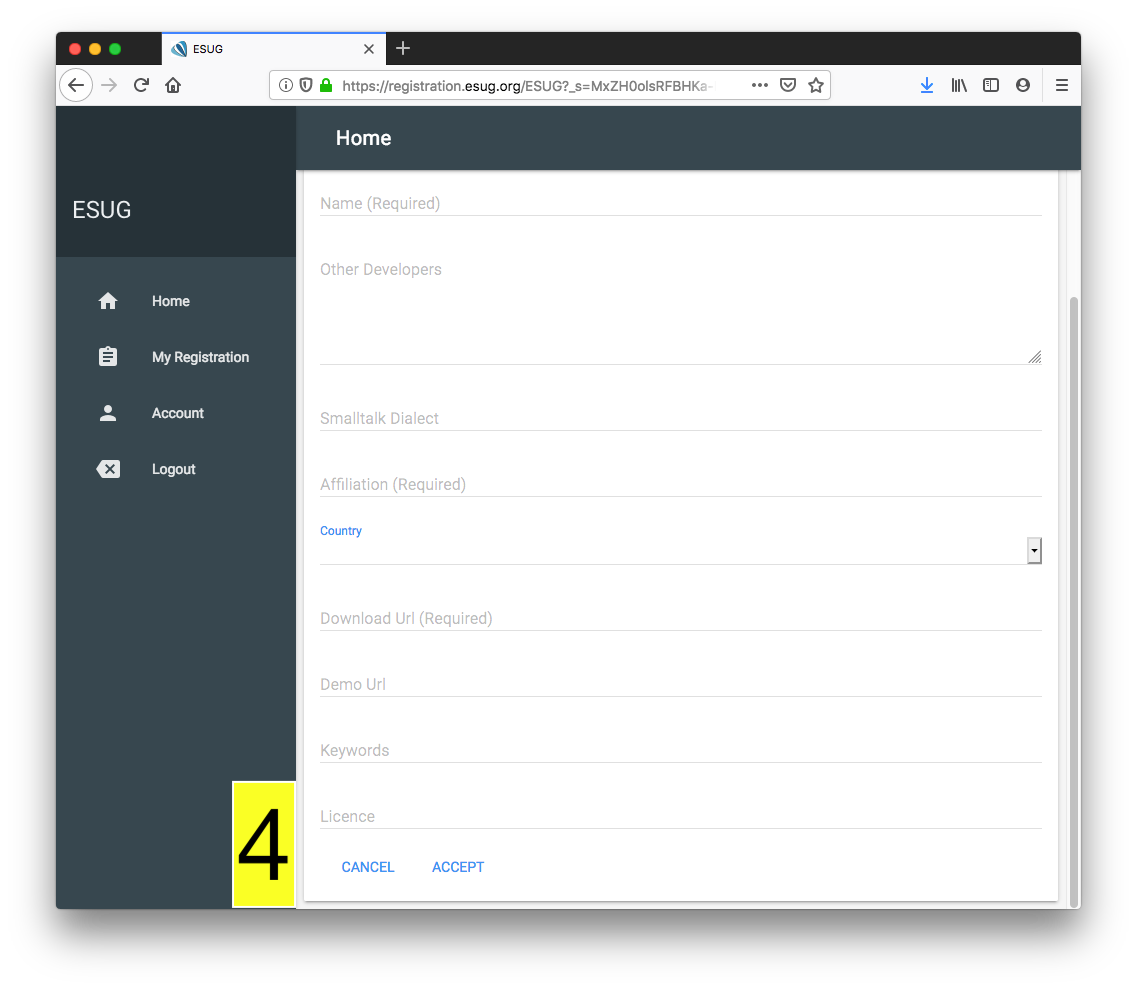 ESUG
https://registration.esug.org/ESUG?_s=MxZH0olsRFBHKa-
Home
ESUG
Home
My Registration
Account
Logout
Name (Required)
Other Developers
Smalltalk Dialect
Affiliation (Required)
Country
Download Url (Required)
Demo Url
Keywords
Licence
CANCEL ACCEPT
4